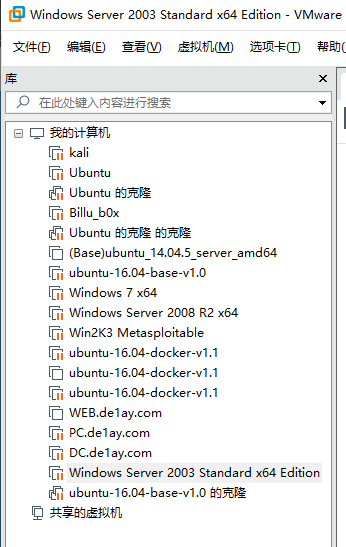 Windows Server 2003 Standard x64 Edition - VMware
文件(F) 编辑(E) 查看(V) 虚拟机(M) 选项卡(T) 帮助(
库
在此处键入内容进行搜索
我的计算机
kali
Ubuntu
Ubuntu 的克隆
Billu_b0x
Ubuntu 的克隆 的克隆
(Base)ubuntu_14.04.5_server_amd64
ubuntu-16.04-base-v1.0
Windows 7 x64
Windows Server 2008 R2 x64
Win2K3 Metasploitable
ubuntu-16.04-docker-v1.1
ubuntu-16.04-docker-v1.1
ubuntu-16.04-docker-v1.1
WEB.de1ay.com
PC.de1ay.com
DC.de1ay.com
Windows Server 2003 Standard x64 Edition
ubuntu-16.04-base-v1.0 的克隆
共享的虚拟机